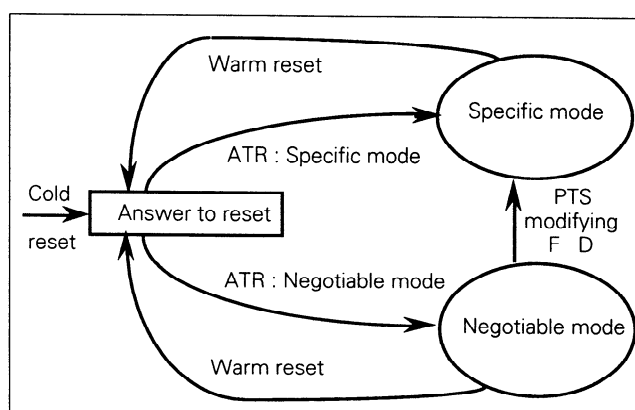 Warm reset
Specific mode
ATR : Specific mode
Cold
reset
Answer to reset
PTS
modifying
F D
ATR : Negotiable mode
Negotiable mode
Warm reset